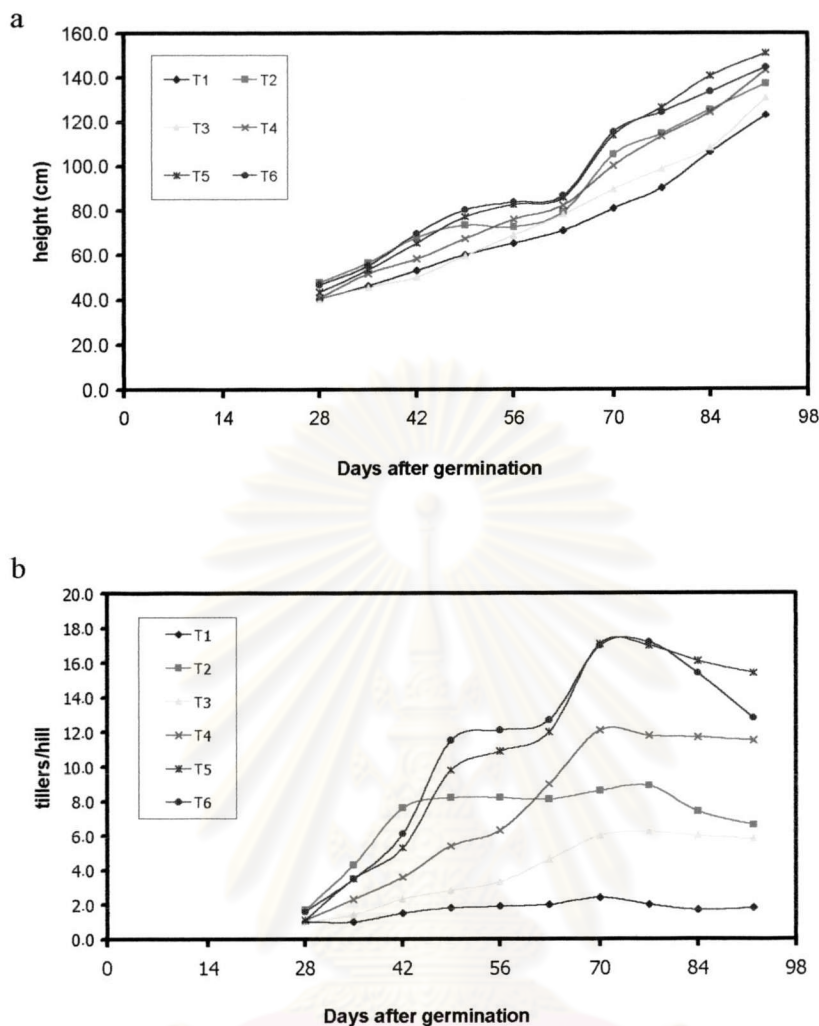 a
160.0
140.0
120.0
100.0
80.0
60.0
40.0
20.0
0.0
height (cm)
T1 T2
T3 T4
T5 T6
0 14 28 42 56 70 84 98
Days after germination
b
20.0
18.0
16.0
14.0
12.0
10.0
8.0
6.0
4.0
2.0
0.0
tillers/hill
T1
T2
T3
T4
T5
T6
0 14 28 42 56 70 84 98
Days after germination